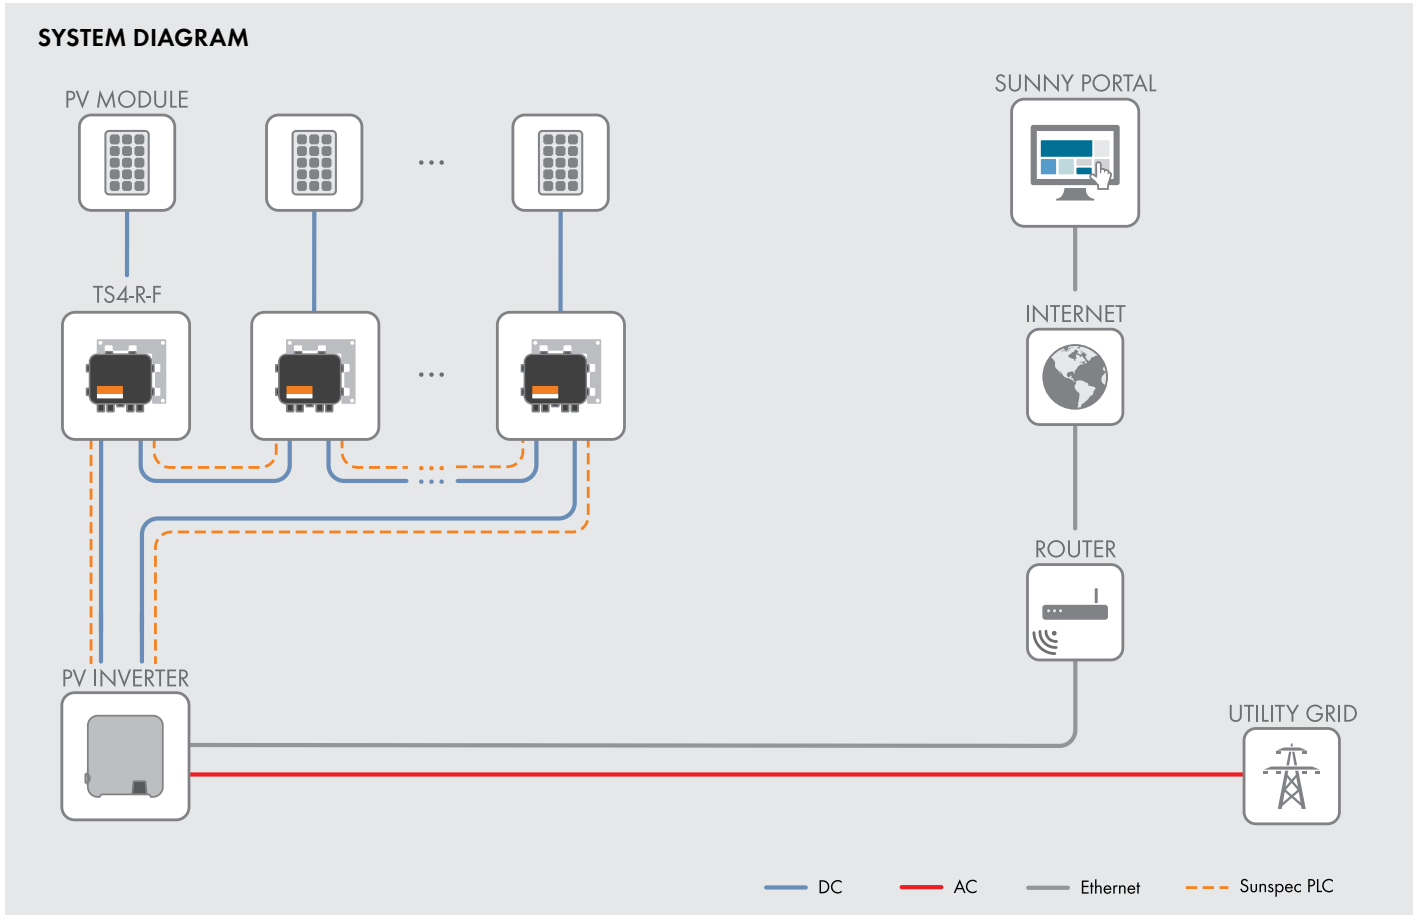 SYSTEM DIAGRAM
PV MODULE
SUNNY PORTAL
TS4-R-F
INTERNET
ROUTER
PV INVERTER
UTILITY GRID
DC
AC
Ethernet
Sunspec PLC